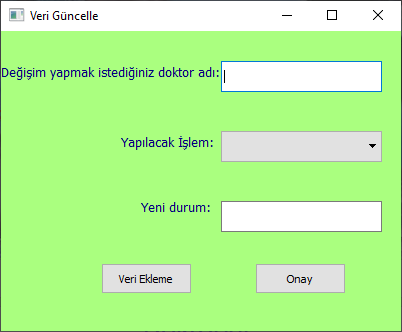 Veri Güncelle
Değişim yapmak istediğiniz doktor adı:
Yapılacak İşlem:
Yeni durum:
Veri Ekleme
Onay